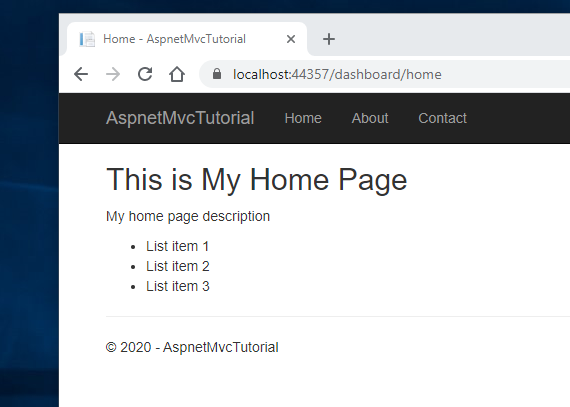 Home - AspnetMvcTutorial
localhost:44357/dashboard/home
AspnetMvcTutorial Home About Contact
This is My Home Page
My home page description
• List item 1
• List item 2
• List item 3
© 2020 - AspnetMvcTutorial